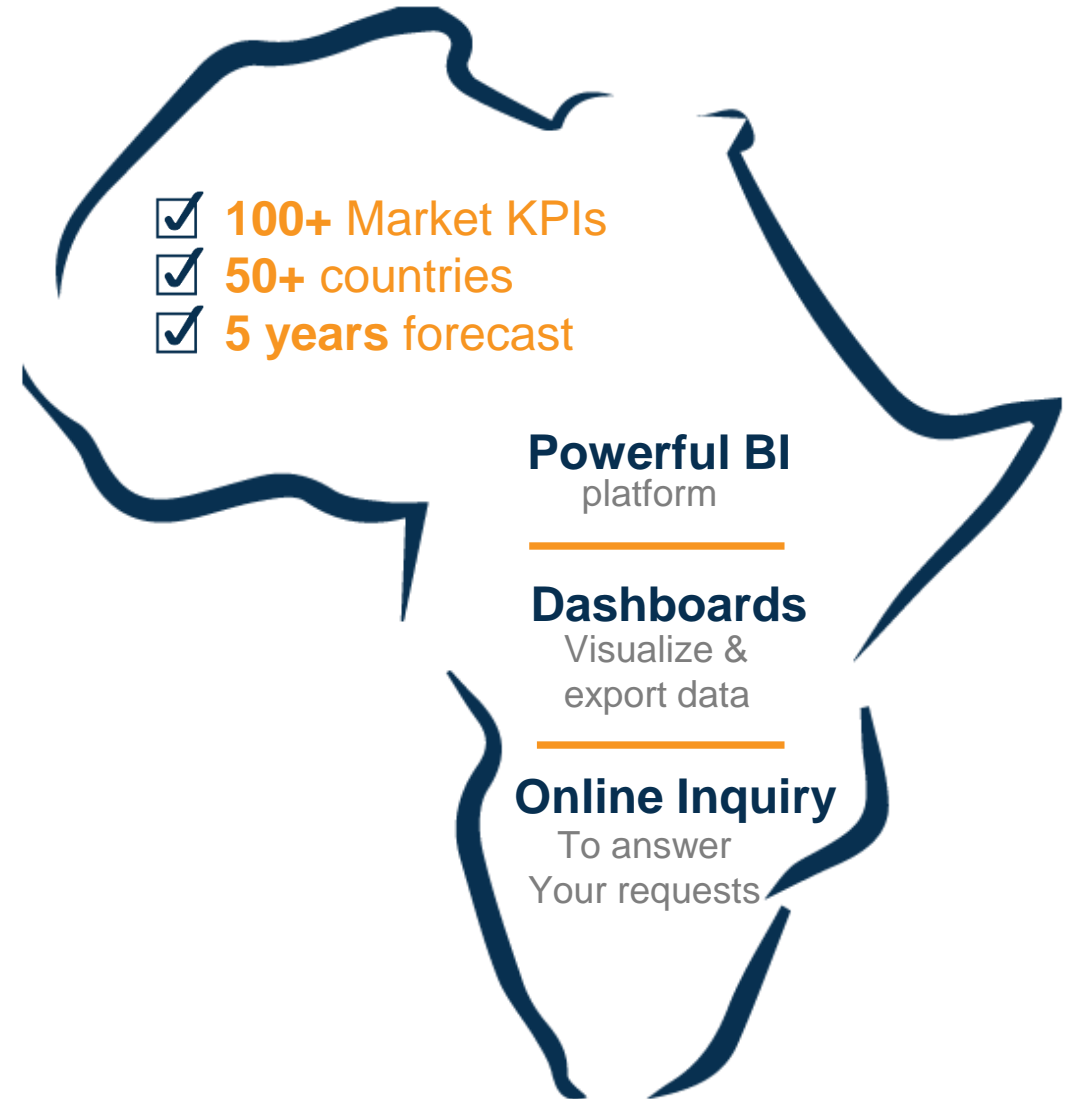 100+ Market KPIs
50+ countries
5 years forecast
Powerful BI
platform
Dashboards
Visualize &
export data
Online Inquiry
To answer
Your requests